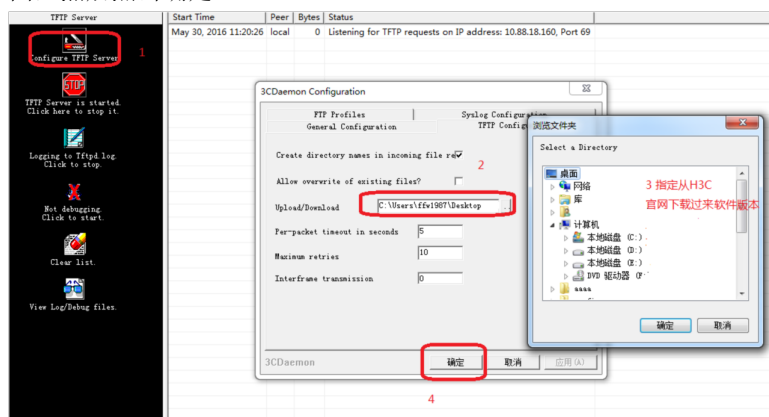 TFTP Server
Start Time Peer Bytes Status
May 30, 2016 11:20:26 local 0 Listening for TFTP requests on IP address: 10.88.18.160, Port 69
Configure TFTP Server
1
STOP
TFTP Server is started.
Click here to stop it.
Logging to Tftpd.log.
Click to stop.
Not debugging.
Click to start.
Clear list.
View Log/Debug files.
3CDaemon Configuration
FTP Profiles
General Configuration
TFTP Config
Create directory names in incoming file re
2
Allow overwrite of existing files?
Upload/Download C:\Users\ffw1987\Desktop ..
Per-packet timeout in seconds 5
Maximum retries 10
Interframe transmission 0
3CDaemon
确定 取消 应用(A)
4
浏览文件夹
Select a Directory
桌面
网络
库
计算机
本地磁盘 (C:)
本地磁盘 (D:)
本地磁盘 (E:)
DVD 驱动器
aaaa
3 指定从H3C
官网下载过来软件版本
确定 取消